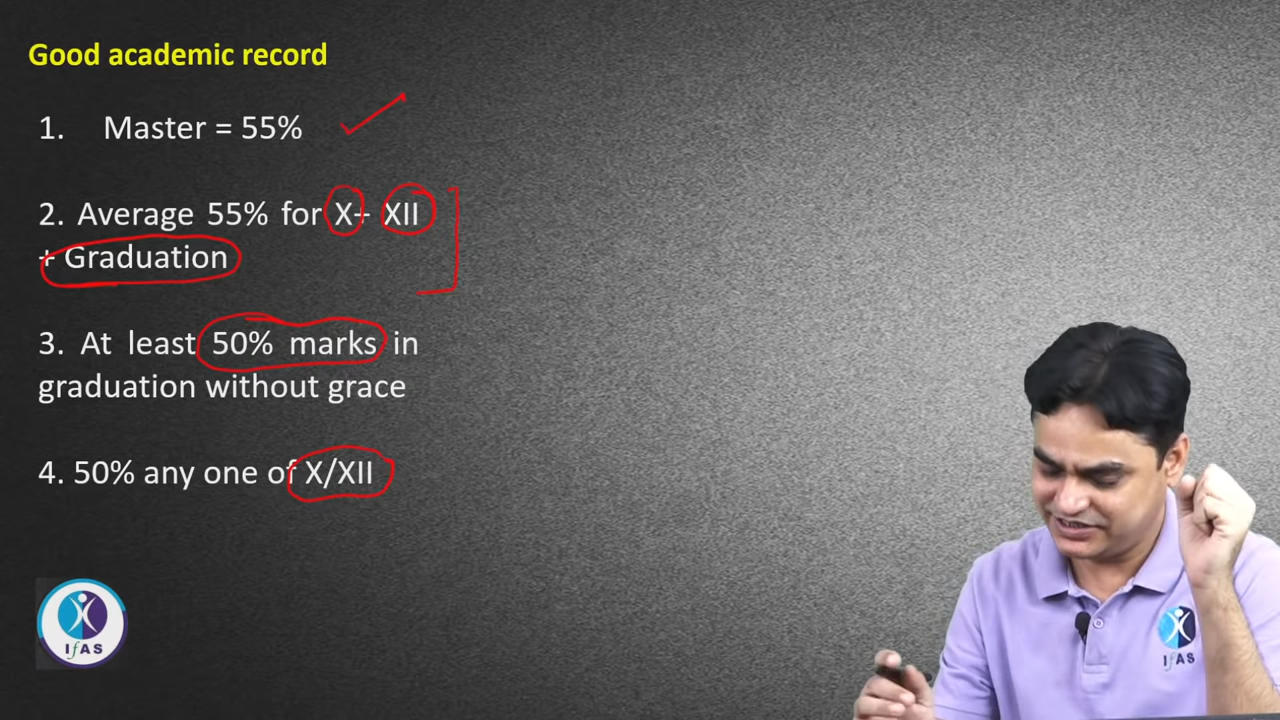 Good academic record
1. Master = 55%
2. Average 55% for X+ XII
+ Graduation
3. At least 50% marks in
graduation without grace
4. 50% any one of X/XII
IfAS
IfAS